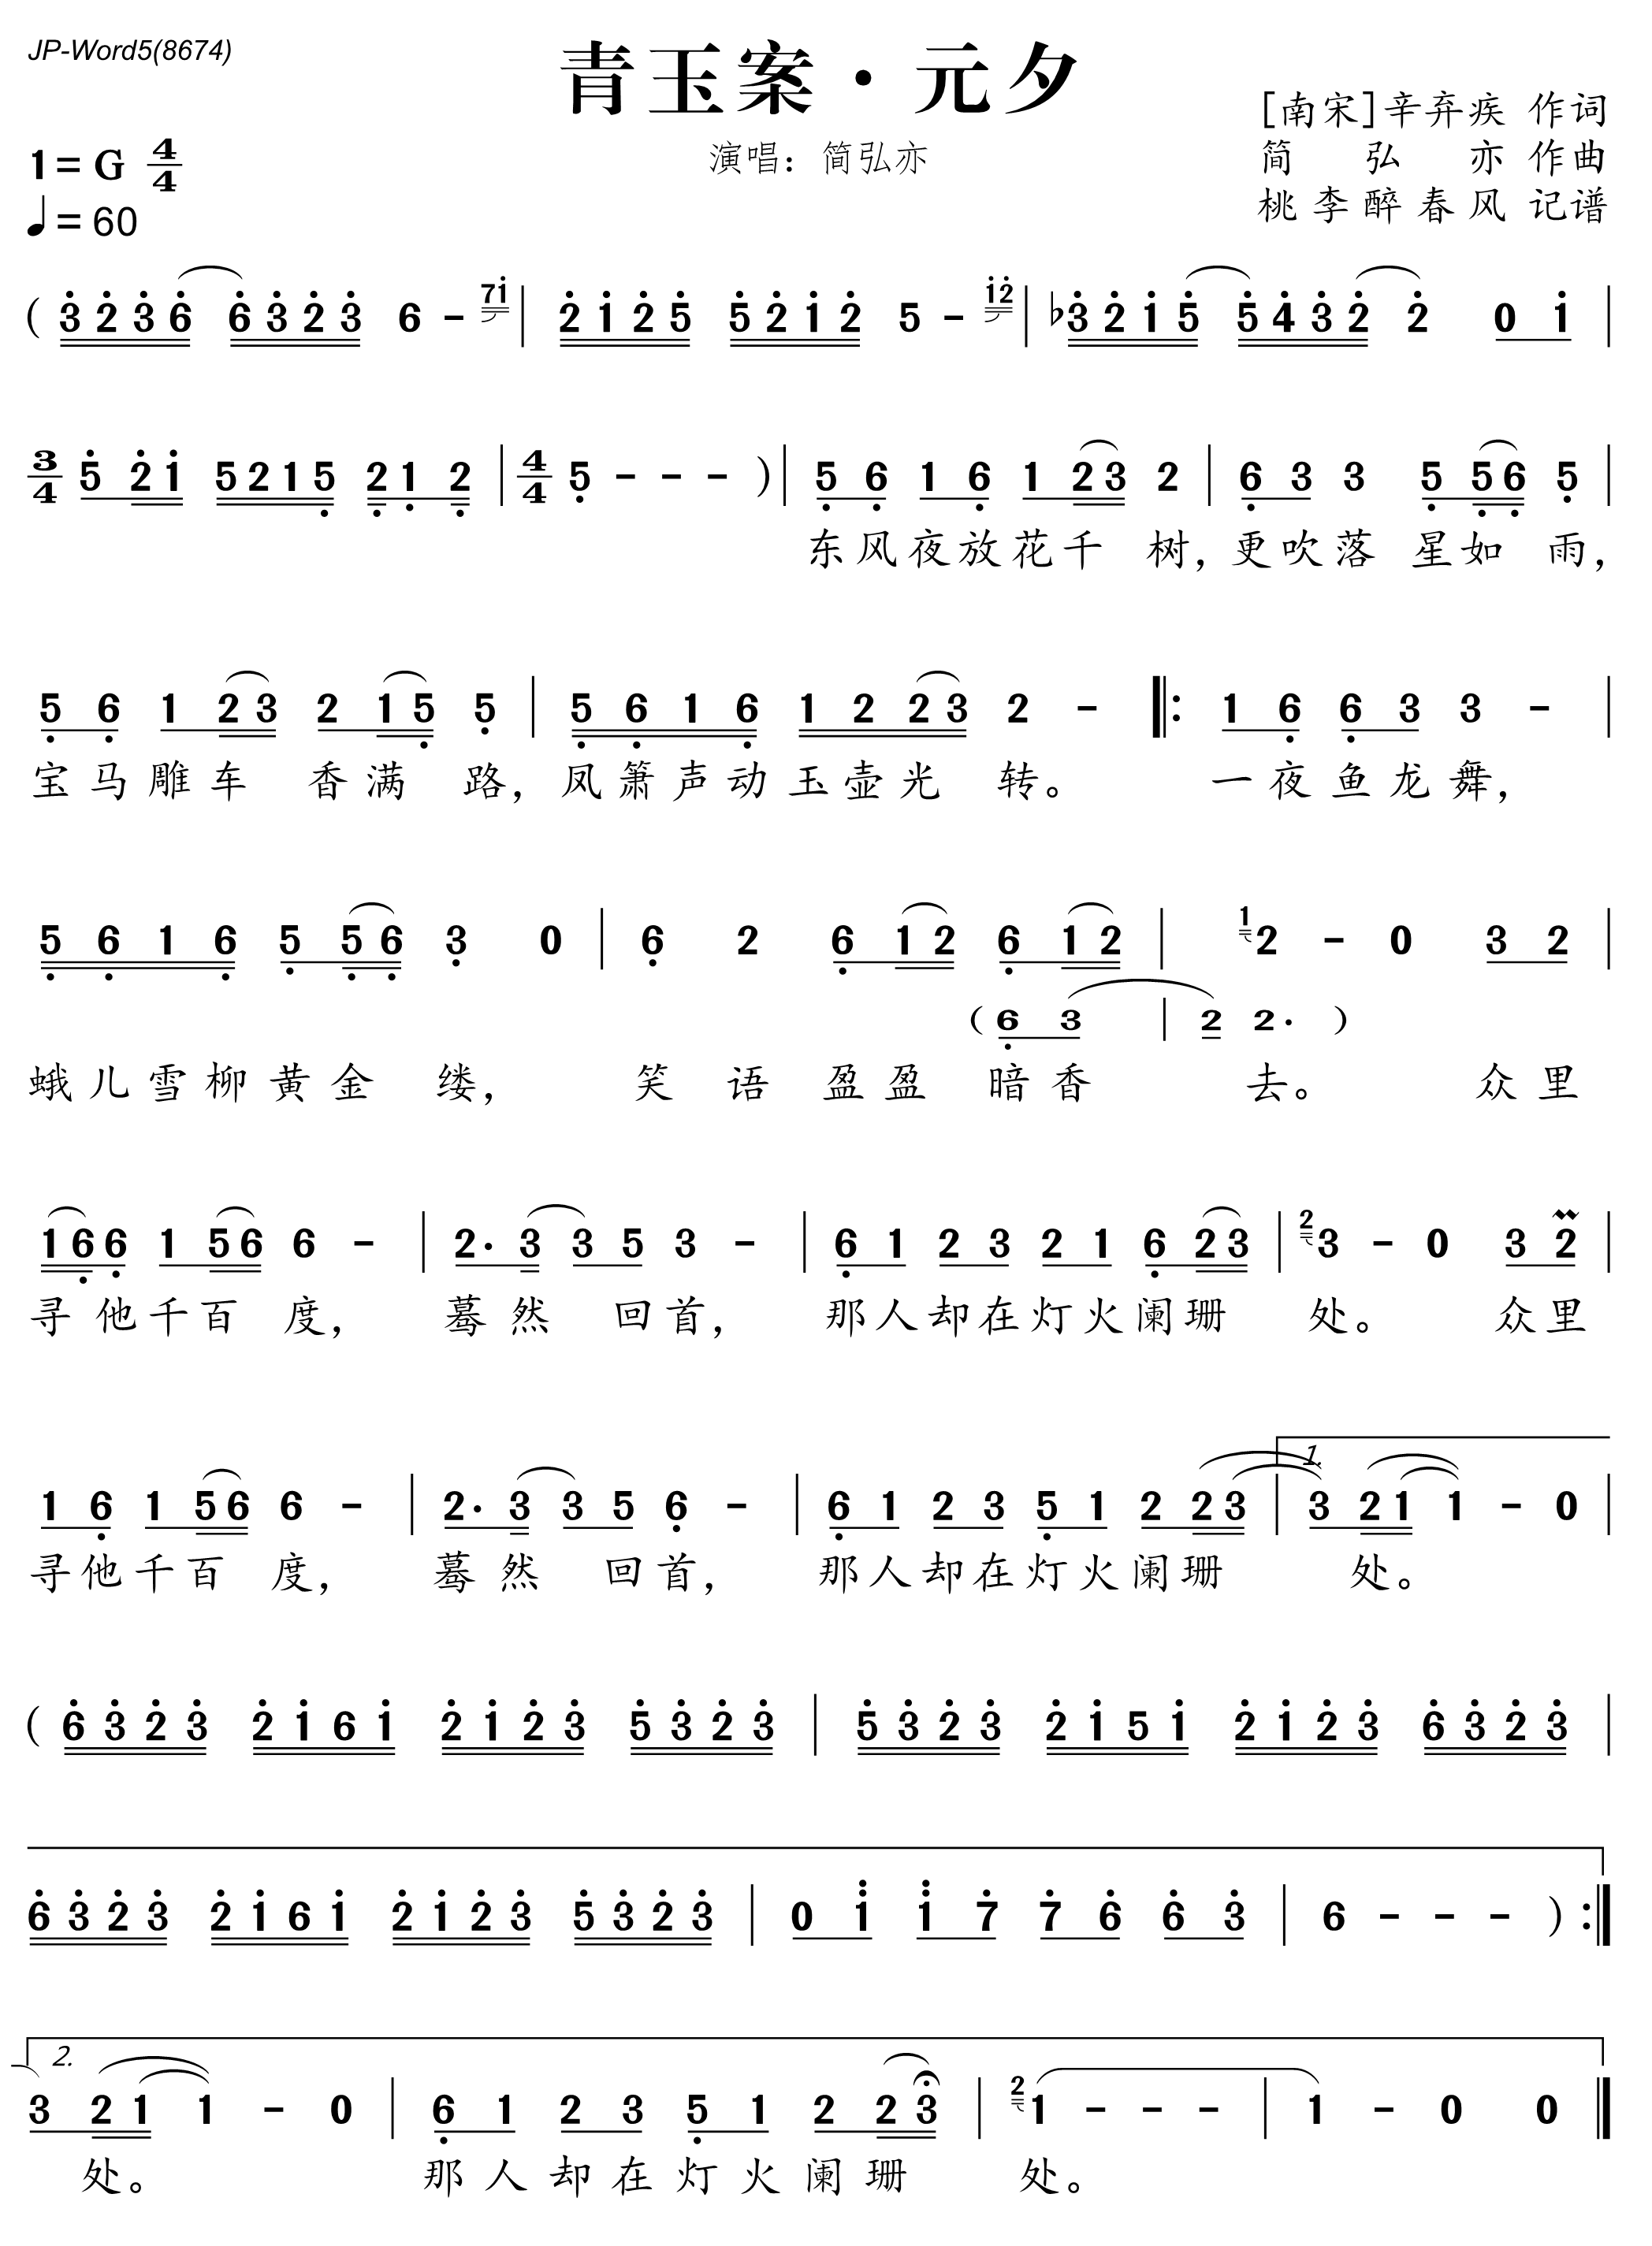 JP-Word5(8674)
青玉案·元夕
[南宋]辛弃疾 作词
1=G 4/4
演唱：简弘亦
简弘亦 作曲
♩=60
桃李醉春风 记谱
( 3 2 3 6 6 3 2 3 6 - 71 | 2 1 2 5 5 2 1 2 5 - 12 | ♭3 2 1 5 5 4 3 2 2 0 1 |
3/4 5 2 1 5 2 1 5 2 1 2 | 4/4 5 - - - ) | 5 6 1 6 1 2 3 2 | 6 3 3 5 5 6 5 |
东风夜放花千 树，更吹落 星如 雨，
5 6 1 2 3 2 1 5 5 | 5 6 1 6 1 2 2 3 2 - |: 1 6 6 3 3 - |
宝马雕车 香满 路，凤箫声动玉壶光 转。 一夜鱼龙舞，
5 6 1 6 5 5 6 3 0 | 6 2 6 1 2 6 1 2 | 1 2 - 0 3 2 |
( 6 3 | 2 2· )
蛾儿雪柳黄金 缕， 笑 语 盈盈 暗香 去。 众里
1 6 6 1 5 6 6 - | 2· 3 3 5 3 - | 6 1 2 3 2 1 6 2 3 | 2 3 - 0 3 2 |
寻 他千百 度， 蓦 然 回首， 那人却在灯火阑珊 处。 众里
1.
1 6 1 5 6 6 - | 2· 3 3 5 6 - | 6 1 2 3 5 1 2 2 3 | 3 2 1 1 - 0 |
寻他千百 度， 蓦 然 回首， 那人却在灯火阑珊 处。
( 6 3 2 3 2 1 6 1 2 1 2 3 5 3 2 3 | 5 3 2 3 2 1 5 1 2 1 2 3 6 3 2 3 |
6 3 2 3 2 1 6 1 2 1 2 3 5 3 2 3 | 0 1 1 7 7 6 6 3 | 6 - - - ) :|
2.
3 2 1 1 - 0 | 6 1 2 3 5 1 2 2 3 | 2 1 - - - | 1 - 0 0 ‖
处。 那人却在灯火阑珊 处。